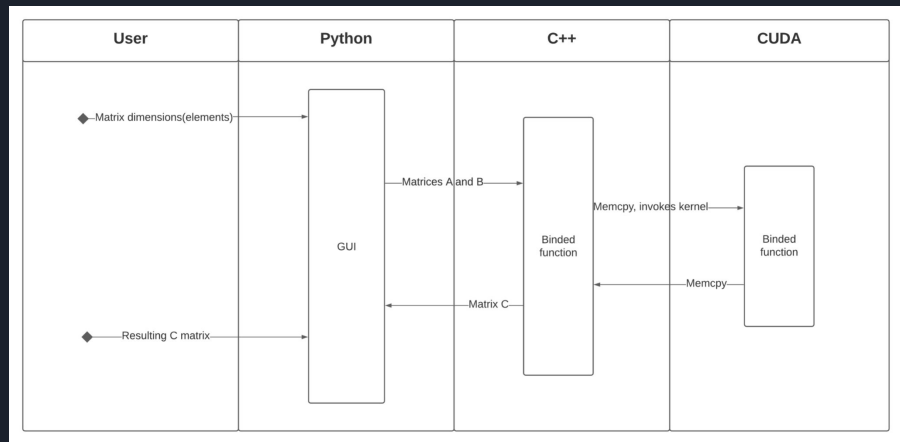 User
Python
C++
CUDA
Matrix dimensions(elements)
Matrices A and B
Memcpy, invokes kernel
GUI
Binded
function
Binded
function
Memcpy
Matrix C
Resulting C matrix